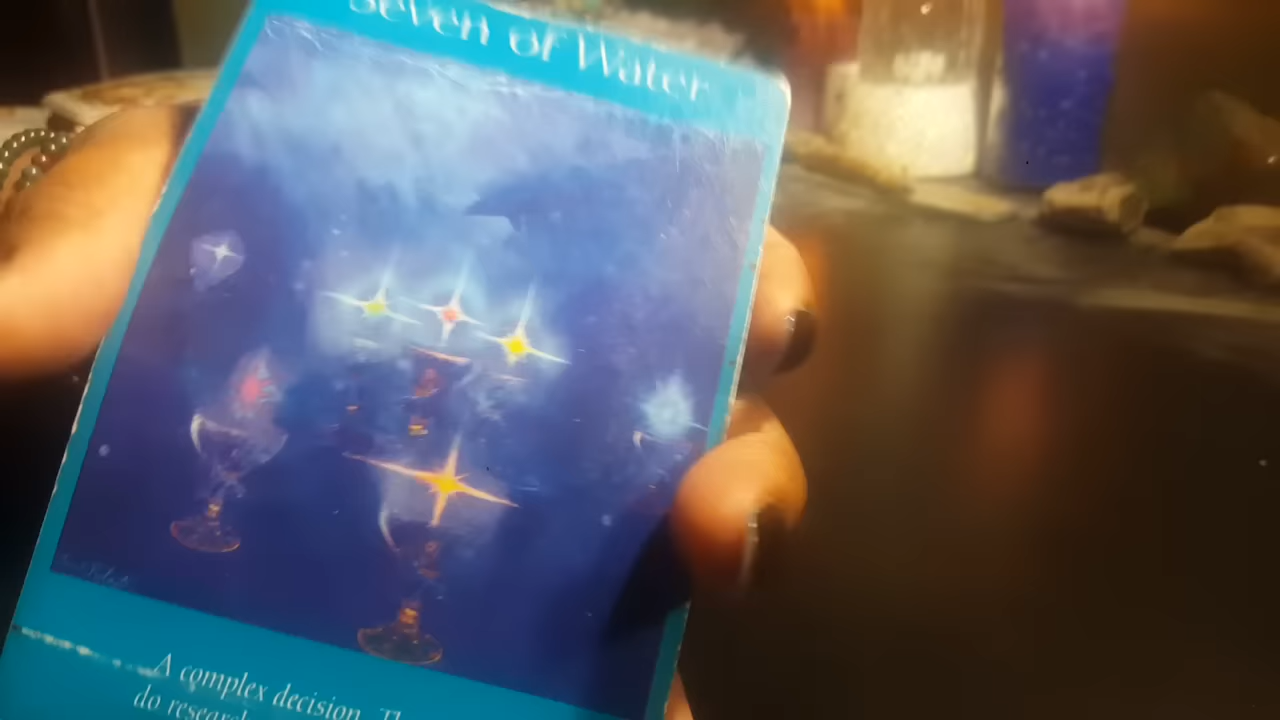 Seven of Water
A complex decision. Th
do research